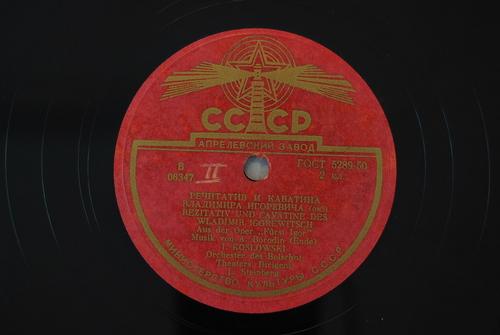 СССР
АПРЕЛЕВСКИЙ ЗАВОД
В
06347
II
ГОСТ 5289-50
2 кл.
РЕЧИТАТИВ И КАВАТИНА
ВЛАДИМИРА ИГОРЕВИЧА (ок.)
REZITATIV UND CAVATINE DES
WLADIMIR IGOREWITSCH
Aus der Oper „Fürst Igor"
Musik von A. Borodin (Ende)
I. KOSLOWSKI
Orchester des Bolschoi
Theaters Dirigent
L. Steinberg
МИНИСТЕРСТВО КУЛЬТУРЫ СССР